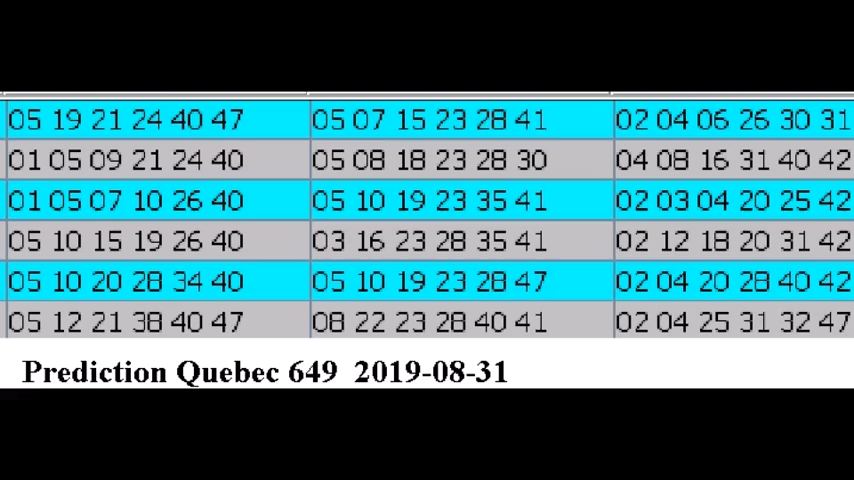 05 19 21 24 40 47 05 07 15 23 28 41 02 04 06 26 30 31
01 05 09 21 24 40 05 08 18 23 28 30 04 08 16 31 40 42
01 05 07 10 26 40 05 10 19 23 35 41 02 03 04 20 25 42
05 10 15 19 26 40 03 16 23 28 35 41 02 12 18 20 31 42
05 10 20 28 34 40 05 10 19 23 28 47 02 04 20 28 40 42
05 12 21 38 40 47 08 22 23 28 40 41 02 04 25 31 32 47
Prediction Quebec 649 2019-08-31